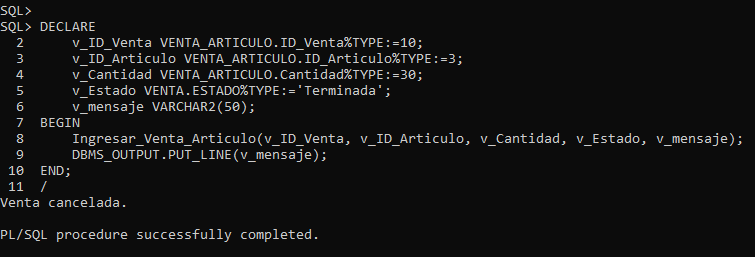 SQL>
SQL> DECLARE
  2      v_ID_Venta VENTA_ARTICULO.ID_Venta%TYPE:=10;
  3      v_ID_Articulo VENTA_ARTICULO.ID_Articulo%TYPE:=3;
  4      v_Cantidad VENTA_ARTICULO.Cantidad%TYPE:=30;
  5      v_Estado VENTA.ESTADO%TYPE:='Terminada';
  6      v_mensaje VARCHAR2(50);
  7  BEGIN
  8      Ingresar_Venta_Articulo(v_ID_Venta, v_ID_Articulo, v_Cantidad, v_Estado, v_mensaje);
  9      DBMS_OUTPUT.PUT_LINE(v_mensaje);
 10  END;
 11  /
Venta cancelada.

PL/SQL procedure successfully completed.